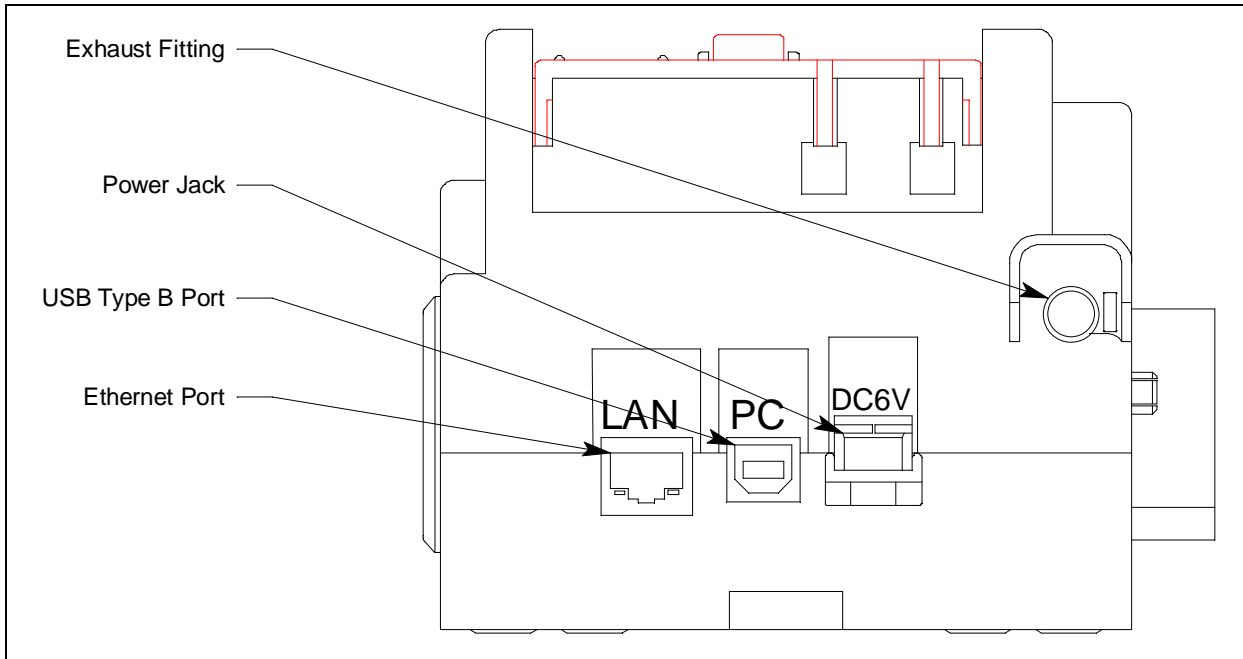 Exhaust Fitting
Power Jack
USB Type B Port
Ethernet Port
LAN
PC
DC6V